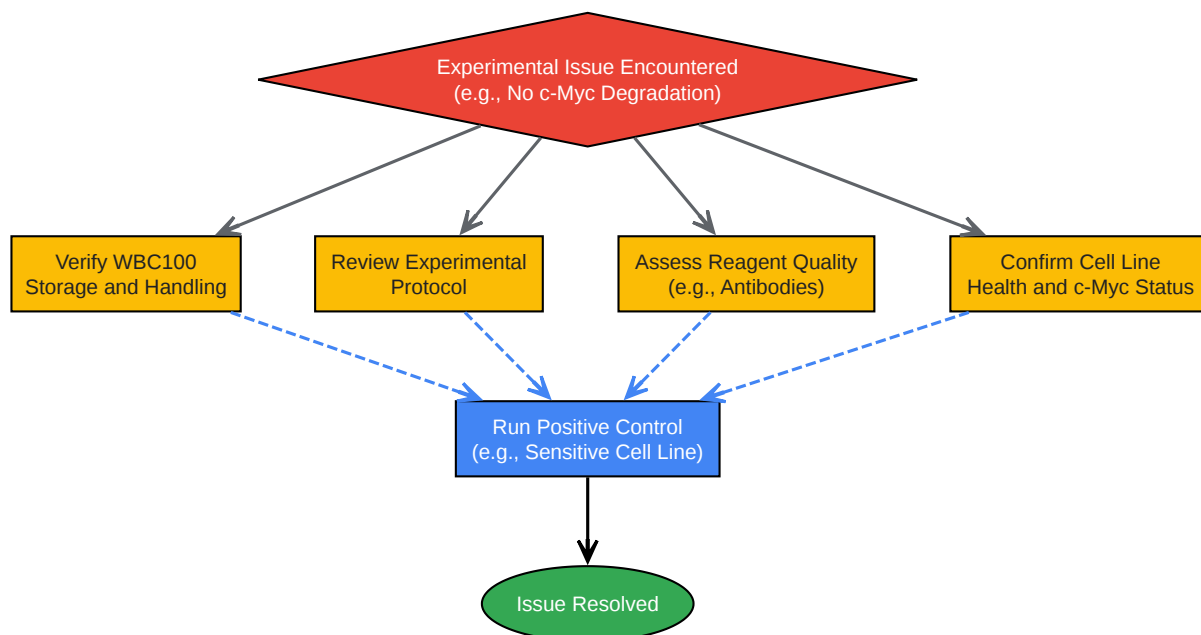 Experimental Issue Encountered
(e.g., No c-Myc Degradation)
Verify WBC100
Storage and Handling
Review Experimental
Protocol
Assess Reagent Quality
(e.g., Antibodies)
Confirm Cell Line
Health and c-Myc Status
Run Positive Control
(e.g., Sensitive Cell Line)
Issue Resolved